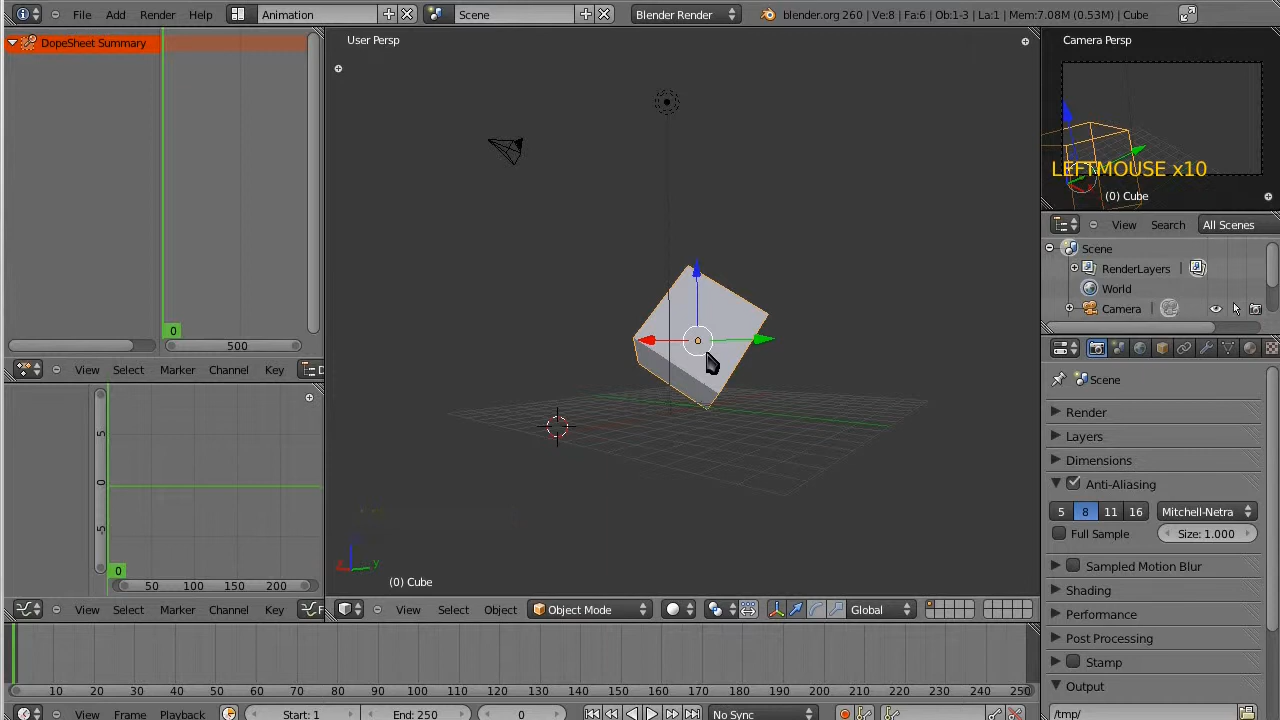 File Add Render Help Animation Scene Blender Render blender.org 260 | Ve:8 | Fa:6 | Ob:1-3 | La:1 | Mem:7.08M (0.53M) | Cube
DopeSheet Summary
0
500
View Select Marker Channel
5
0
-5
0
50 100 150 200
View Select Marker Channel Key
User Persp
y
(0) Cube
View Select Object Object Mode Global
Camera Persp
LEFTMOUSE x10
(0) Cube
View Search All Scenes
Scene
RenderLayers |
World
Camera |
Scene
Render
Layers
Dimensions
Anti-Aliasing
5 8 11 16 Mitchell-Netra
Full Sample Size: 1.000
Sampled Motion Blur
Shading
Performance
Post Processing
Stamp
Output
/tmp/
10 20 30 40 50 60 70 80 90 100 110 120 130 140 150 160 170 180 190 200 210 220 230 240 250
View Frame Playback Start: 1 End: 250 0 No Sync